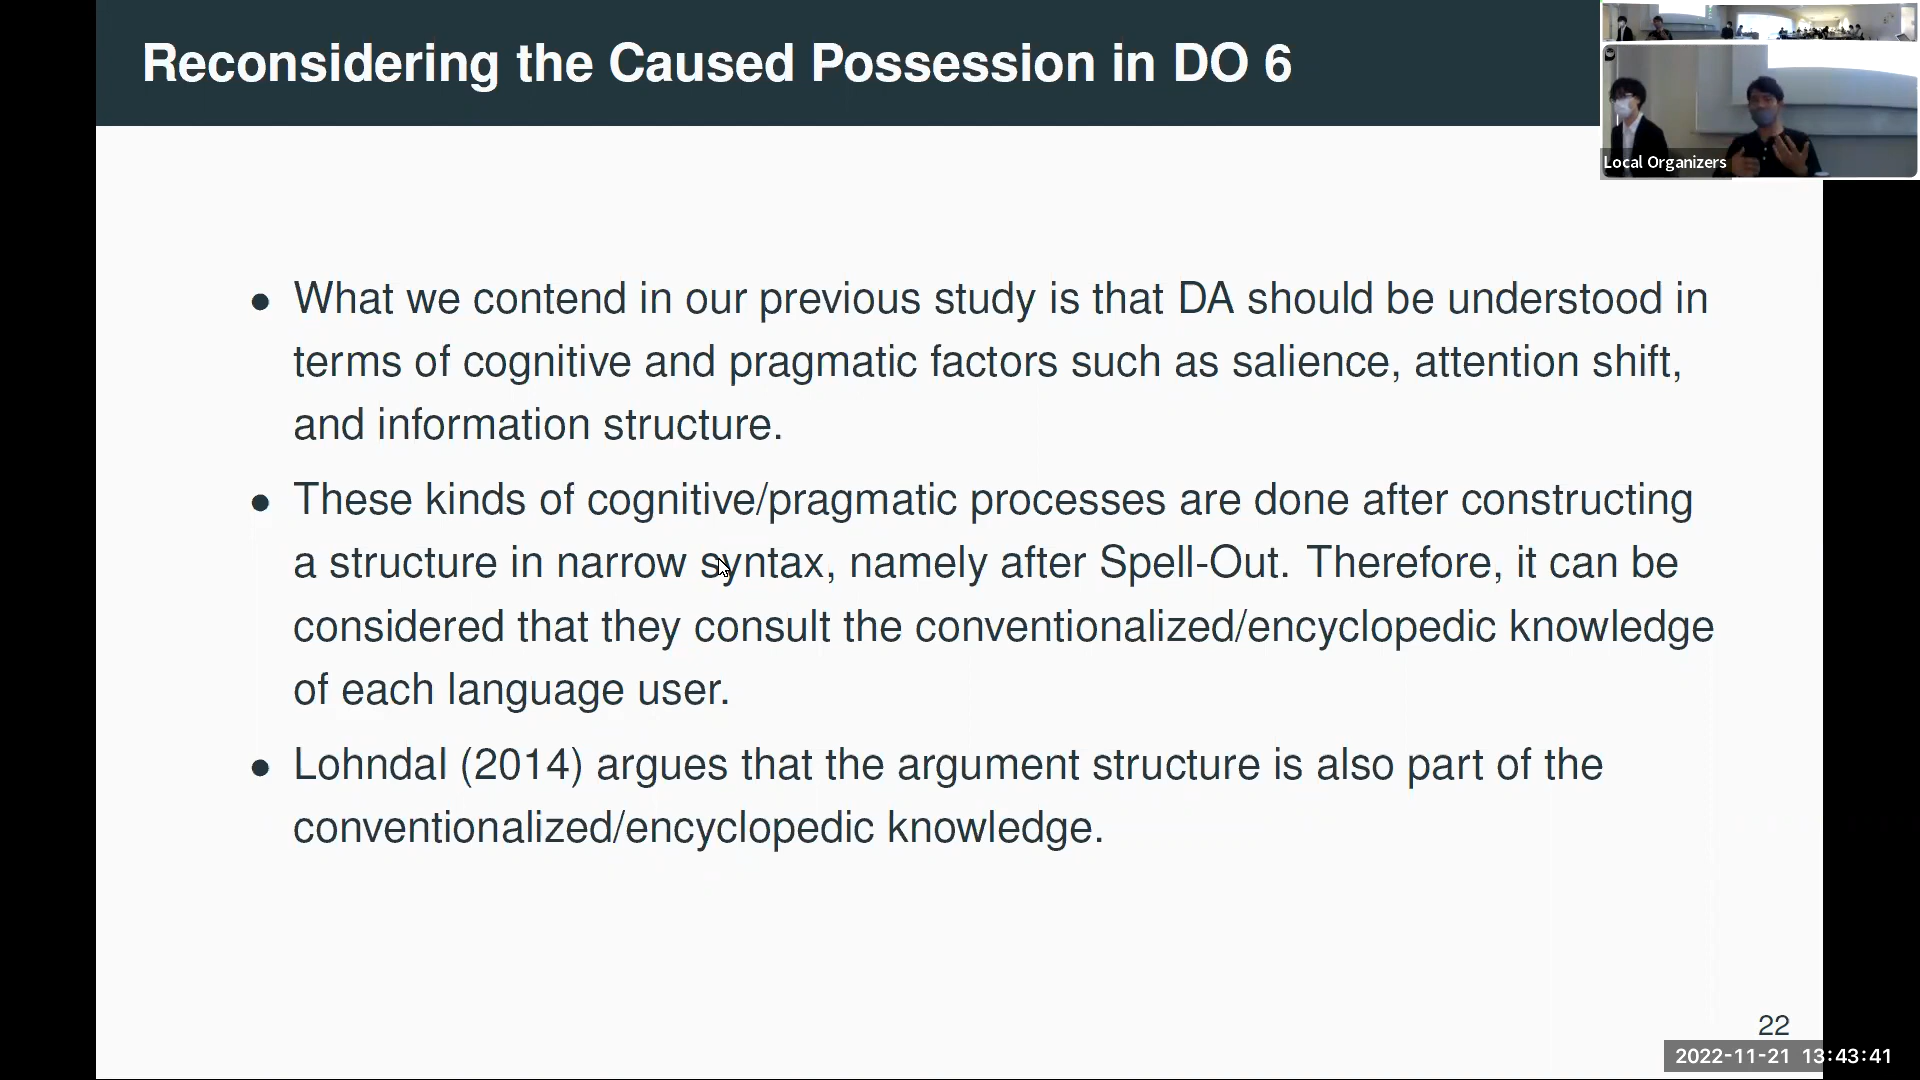 Reconsidering the Caused Possession in DO 6
Local Organizers
• What we contend in our previous study is that DA should be understood in
terms of cognitive and pragmatic factors such as salience, attention shift,
and information structure.
• These kinds of cognitive/pragmatic processes are done after constructing
a structure in narrow syntax, namely after Spell-Out. Therefore, it can be
considered that they consult the conventionalized/encyclopedic knowledge
of each language user.
• Lohndal (2014) argues that the argument structure is also part of the
conventionalized/encyclopedic knowledge.
22
2022-11-21 13:43:41